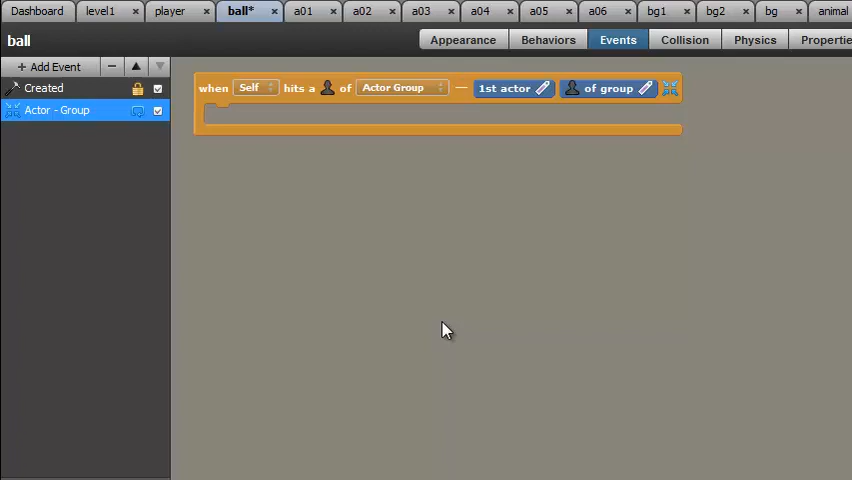 Dashboard level1 player ball* a01 a02 a03 a04 a05 a06 bg1 bg2 bg animal
ball Appearance Behaviors Events Collision Physics Propertie
+ Add Event
Created
Actor - Group
when Self hits a of Actor Group — 1st actor of group